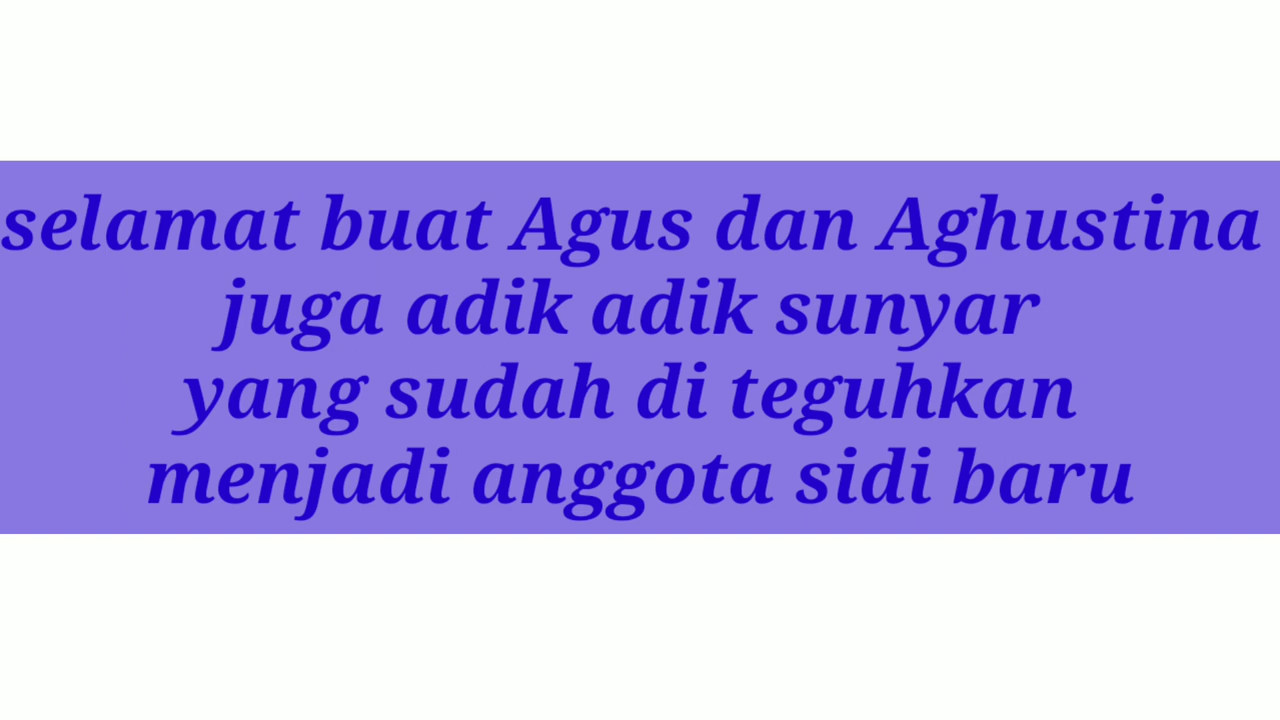 selamat buat Agus dan Aghustina
juga adik adik sunyar
yang sudah di teguhkan
menjadi anggota sidi baru